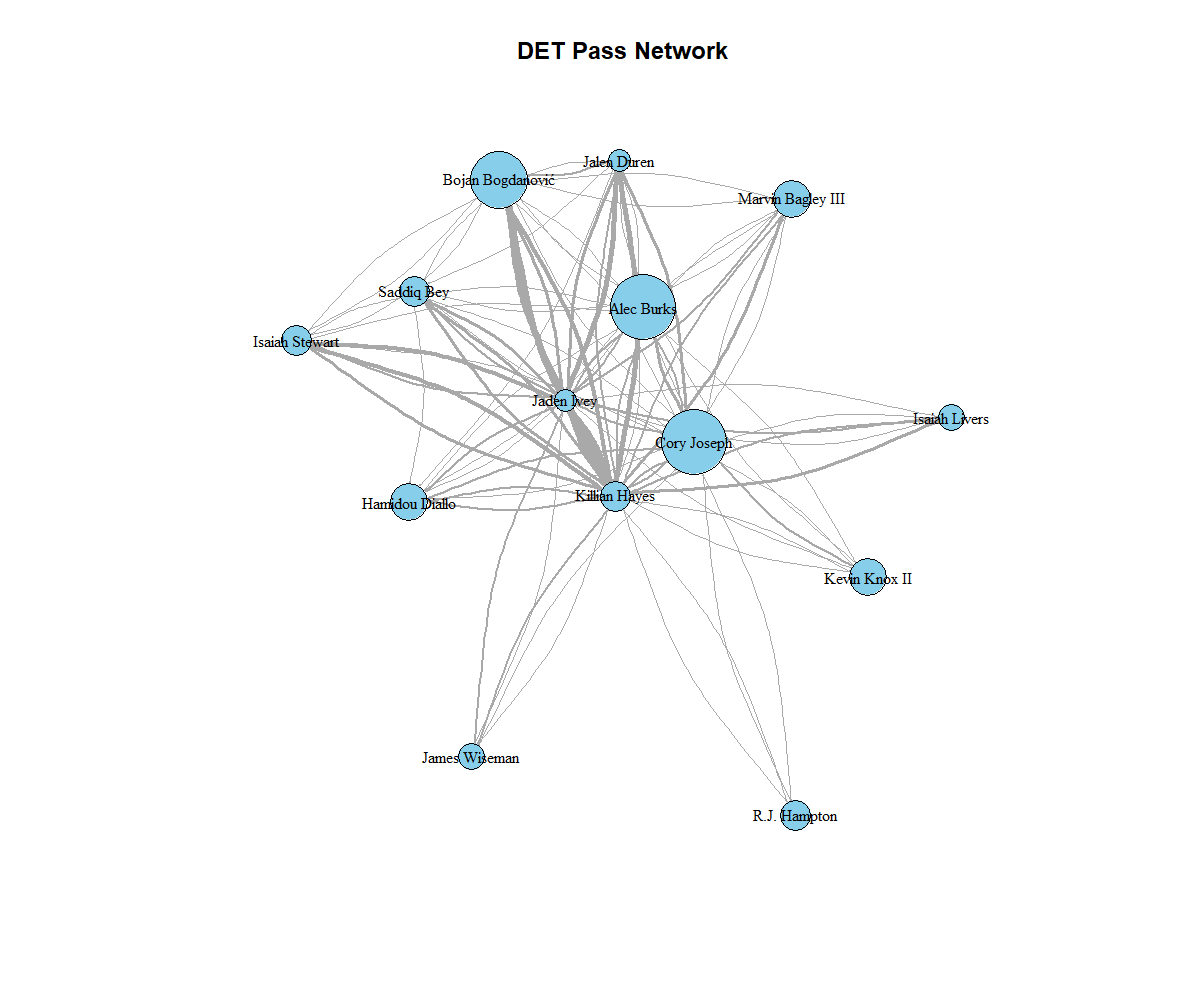 DET Pass Network
Jalen Duren
Bojan Bogdanović
Marvin Bagley III
Saddiq Bey
Alec Burks
Isaiah Stewart
Jaden Ivey
Isaiah Livers
Cory Joseph
Killian Hayes
Hamidou Diallo
Kevin Knox II
James Wiseman
R.J. Hampton